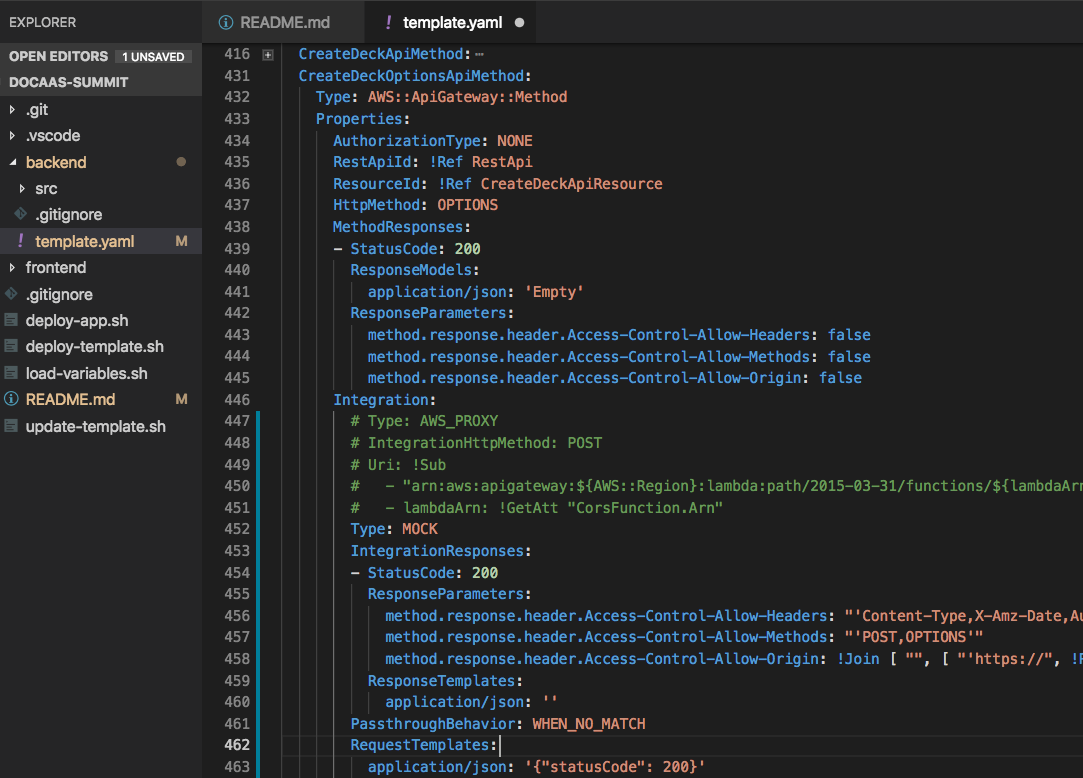 EXPLORER
OPEN EDITORS 1 UNSAVED
DOCAAS-SUMMIT
.git
.vscode
backend
src
.gitignore
! template.yaml M
frontend
.gitignore
deploy-app.sh
deploy-template.sh
load-variables.sh
README.md M
update-template.sh
README.md ! template.yaml
416 CreateDeckApiMethod:
431 CreateDeckOptionsApiMethod:
432 Type: AWS::ApiGateway::Method
433 Properties:
434 AuthorizationType: NONE
435 RestApiId: !Ref RestApi
436 ResourceId: !Ref CreateDeckApiResource
437 HttpMethod: OPTIONS
438 MethodResponses:
439 - StatusCode: 200
440 ResponseModels:
441 application/json: 'Empty'
442 ResponseParameters:
443 method.response.header.Access-Control-Allow-Headers: false
444 method.response.header.Access-Control-Allow-Methods: false
445 method.response.header.Access-Control-Allow-Origin: false
446 Integration:
447 # Type: AWS_PROXY
448 # IntegrationHttpMethod: POST
449 # Uri: !Sub
450 # - "arn:aws:apigateway:${AWS::Region}:lambda:path/2015-03-31/functions/${lambdaArn
451 # - lambdaArn: !GetAtt "CorsFunction.Arn"
452 Type: MOCK
453 IntegrationResponses:
454 - StatusCode: 200
455 ResponseParameters:
456 method.response.header.Access-Control-Allow-Headers: "'Content-Type,X-Amz-Date,Au
457 method.response.header.Access-Control-Allow-Methods: "'POST,OPTIONS'"
458 method.response.header.Access-Control-Allow-Origin: !Join [ "", [ "'https://", !R
459 ResponseTemplates:
460 application/json: ''
461 PassthroughBehavior: WHEN_NO_MATCH
462 RequestTemplates:
463 application/json: '{"statusCode": 200}'